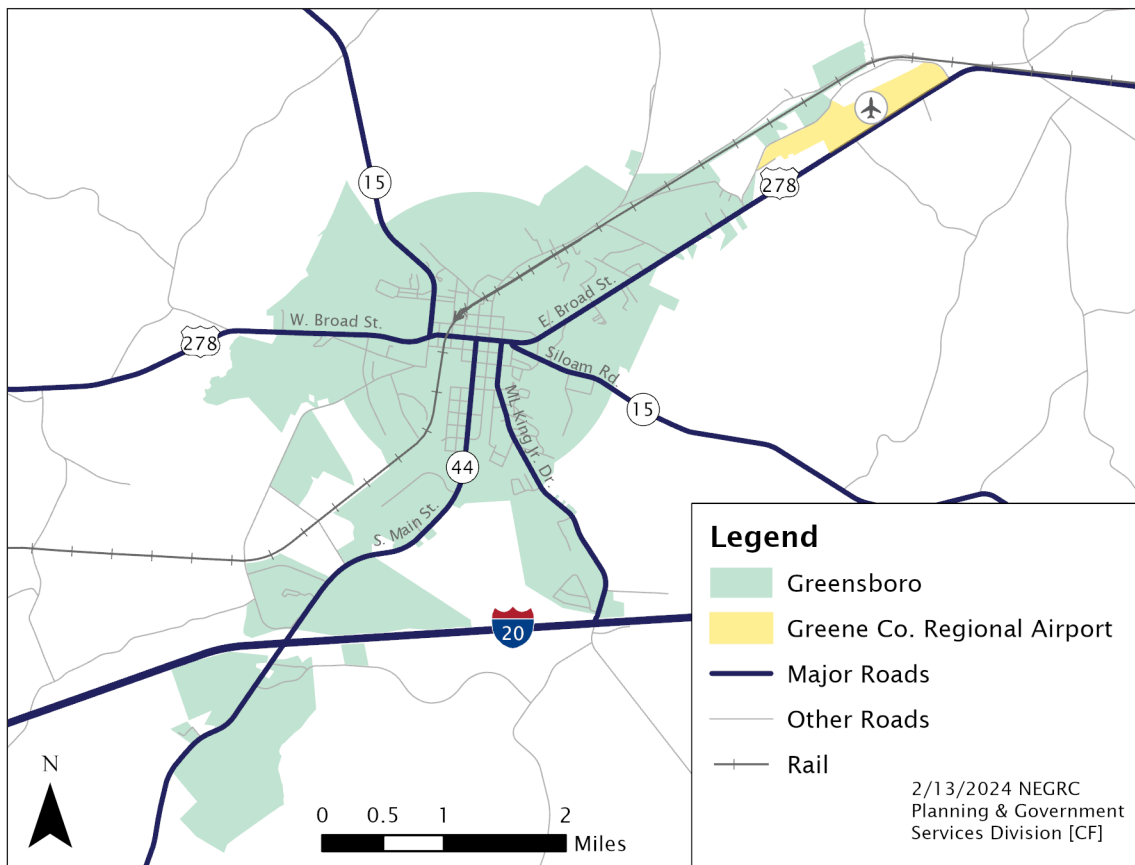 15
278
W. Broad St.
278
E. Broad St.
Siloam Rd.
15
ML King Jr. Dr.
44
S. Main St.
20
Legend
Greensboro
Greene Co. Regional Airport
Major Roads
Other Roads
Rail
2/13/2024 NEGRC
Planning & Government
Services Division [CF]
N
0 0.5 1 2
Miles